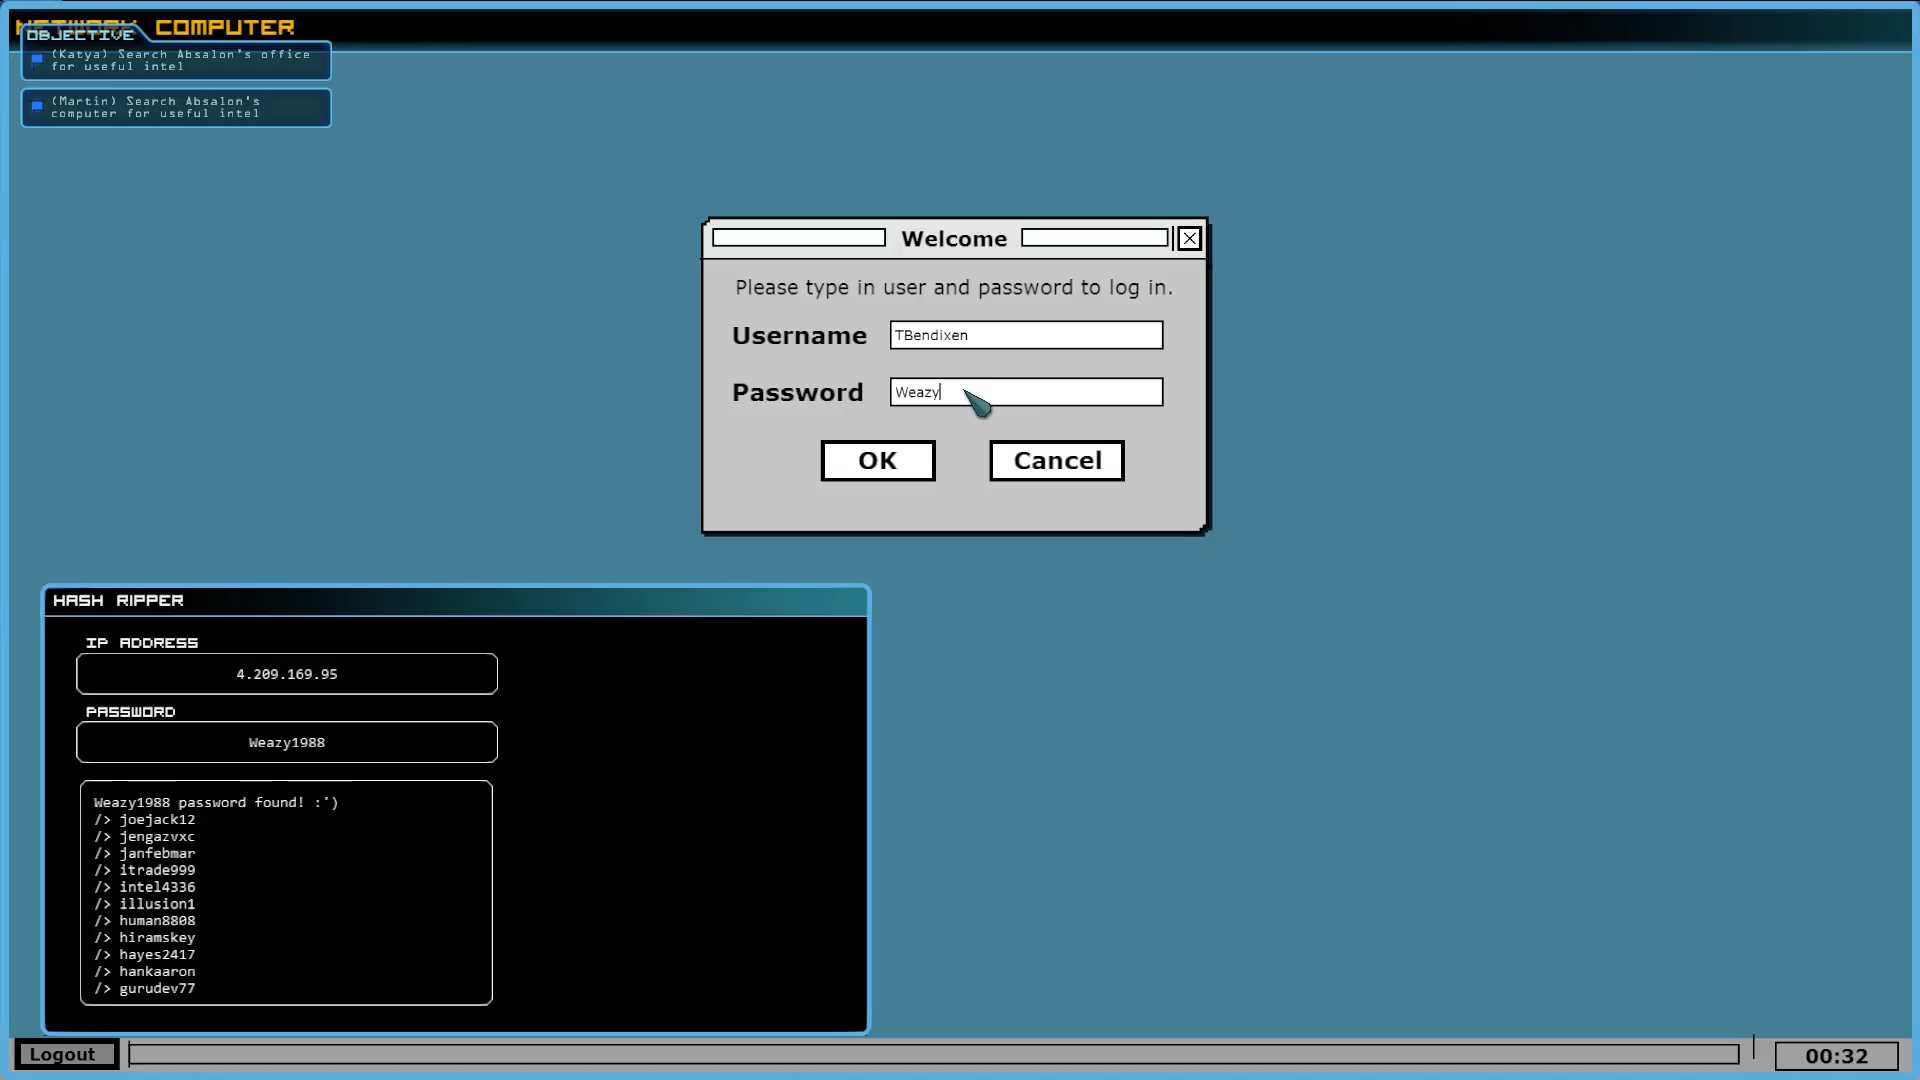 NETWORK COMPUTER
OBJECTIVE
(Katya) Search Absalon's office
for useful intel
(Martin) Search Absalon's
computer for useful intel
Welcome
Please type in user and password to log in.
Username
TBendixen
Password
Weazy
OK
Cancel
HASH RIPPER
IP ADDRESS
4.209.169.95
PASSWORD
Weazy1988
Weazy1988 password found! :')
/> joejack12
/> jengazvxc
/> janfebmar
/> itrade999
/> intel4336
/> illusion1
/> human8808
/> hiramskey
/> hayes2417
/> hankaaron
/> gurudev77
Logout
00:32